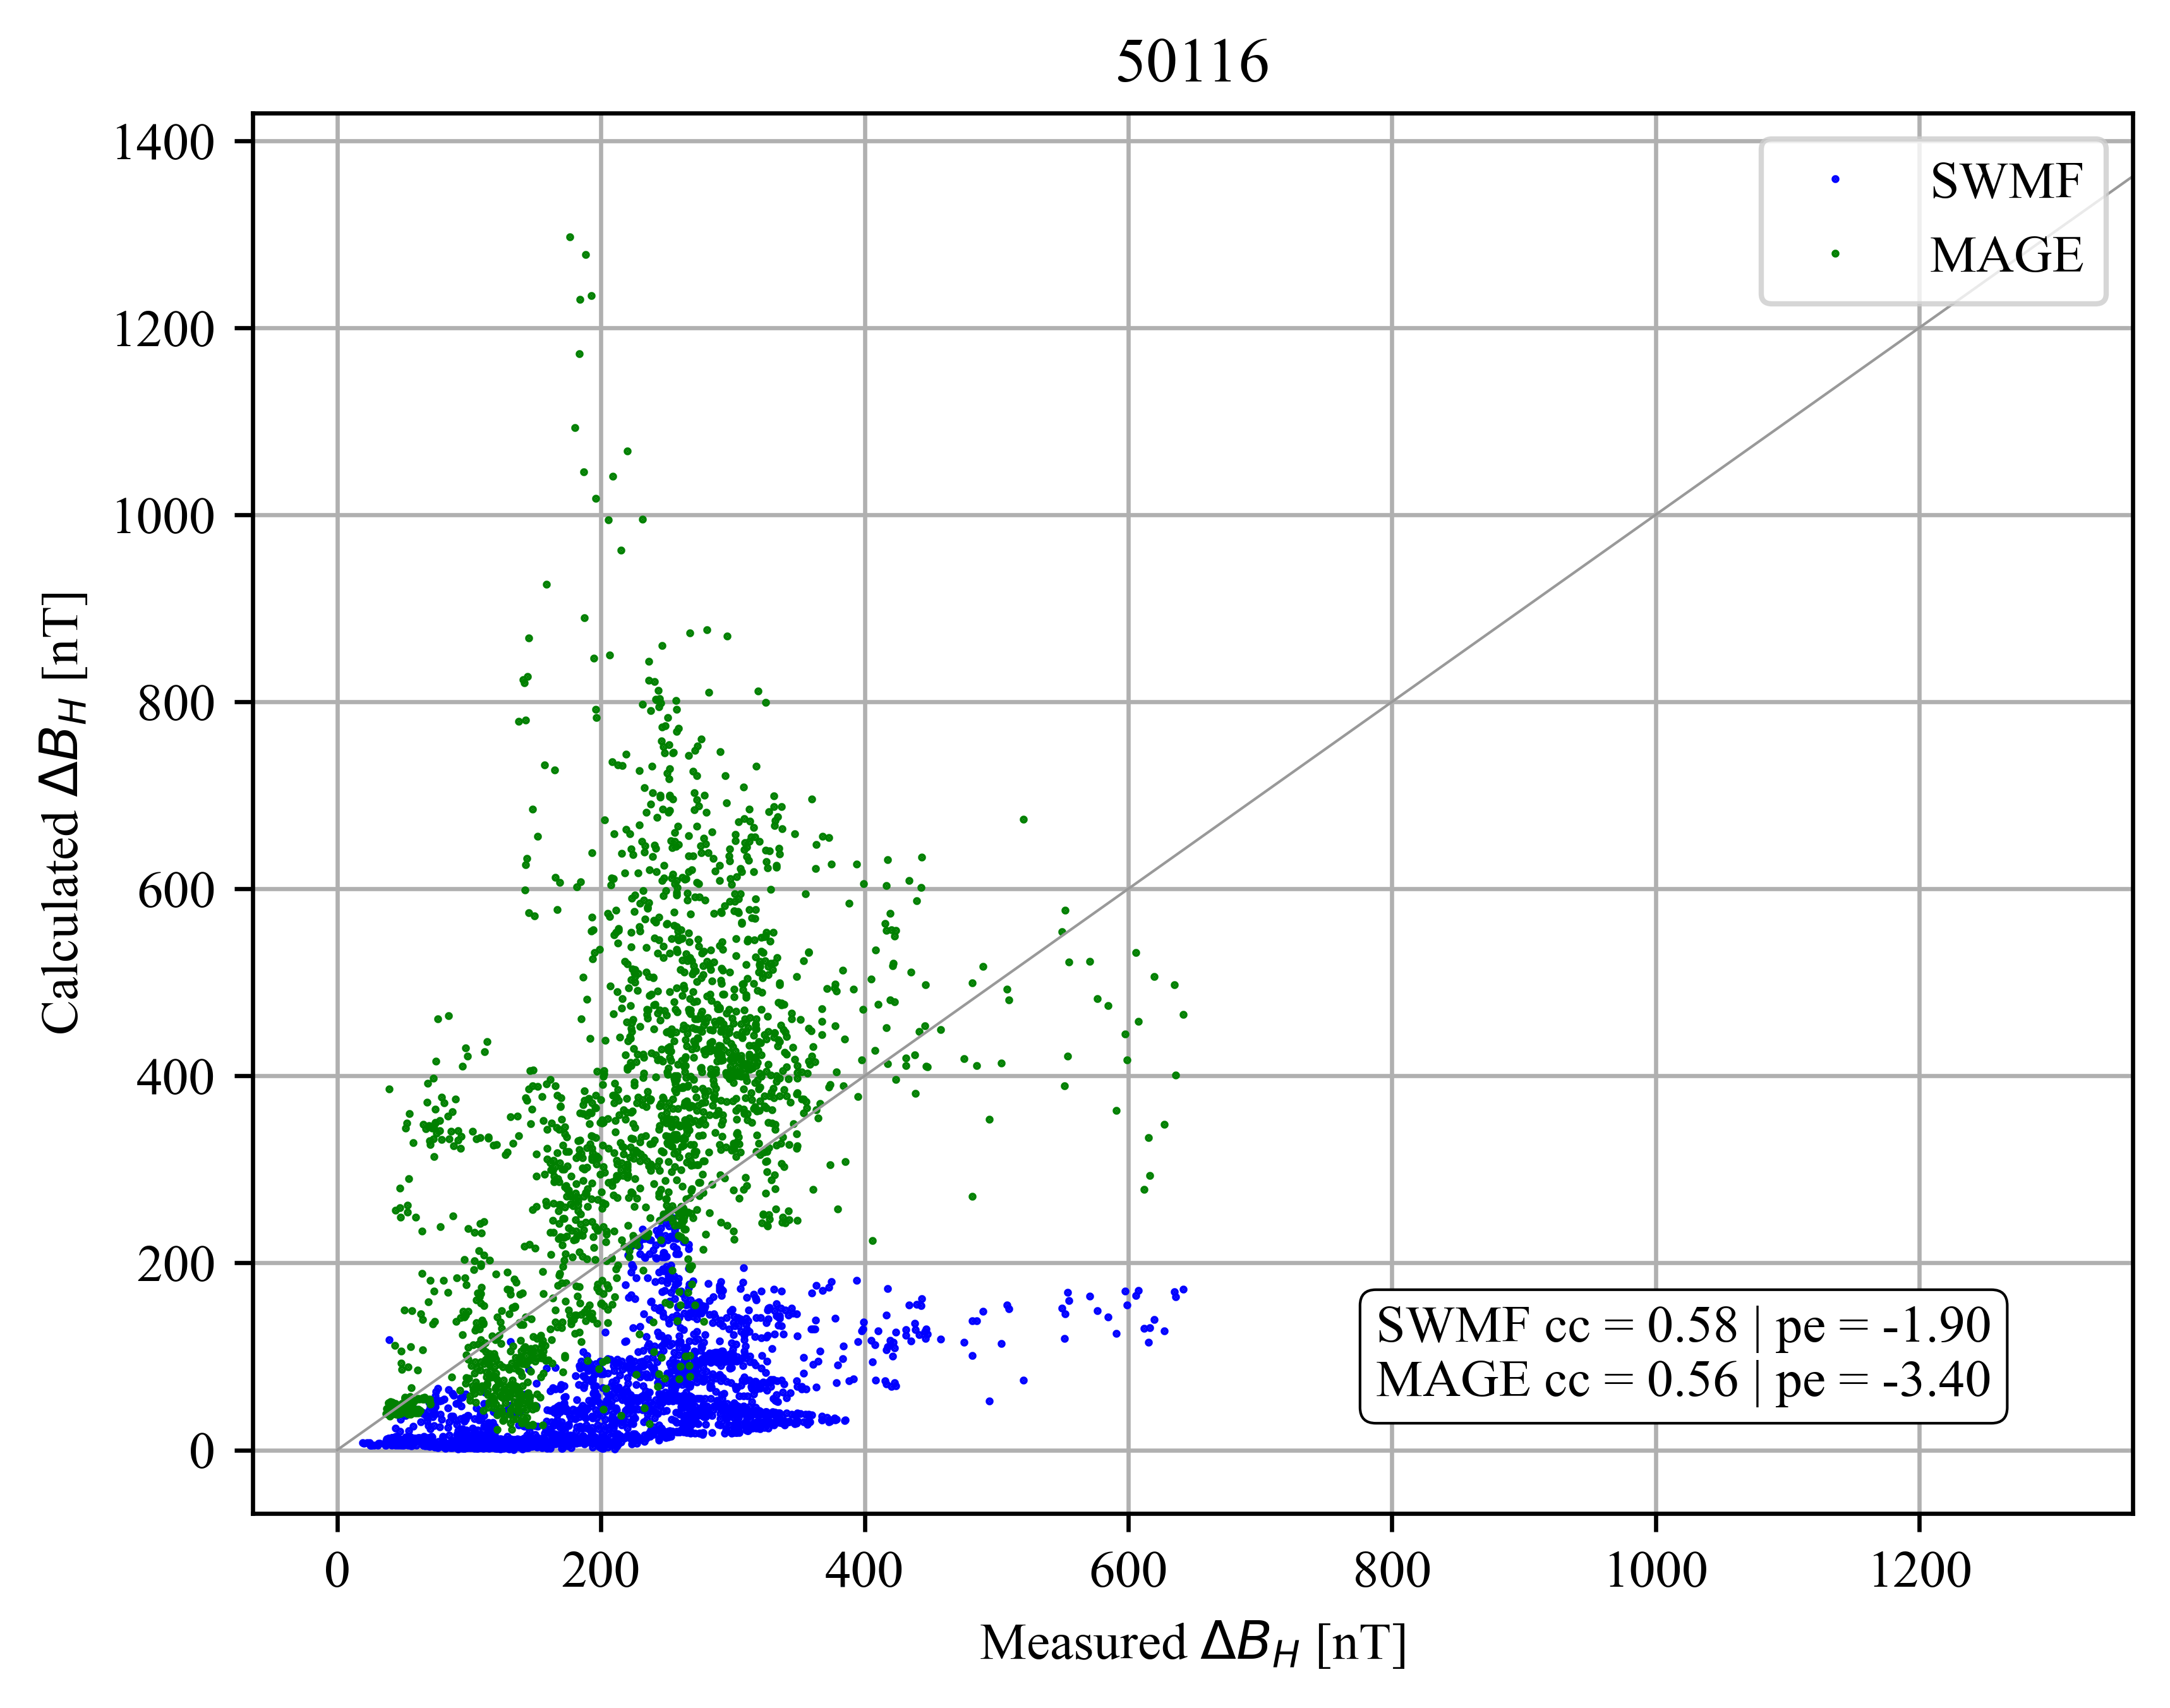 50116
1400
1200
1000
800
600
400
200
0
Calculated ΔB_H [nT]
SWMF
MAGE
SWMF cc = 0.58 | pe = -1.90
MAGE cc = 0.56 | pe = -3.40
0 200 400 600 800 1000 1200
Measured ΔB_H [nT]